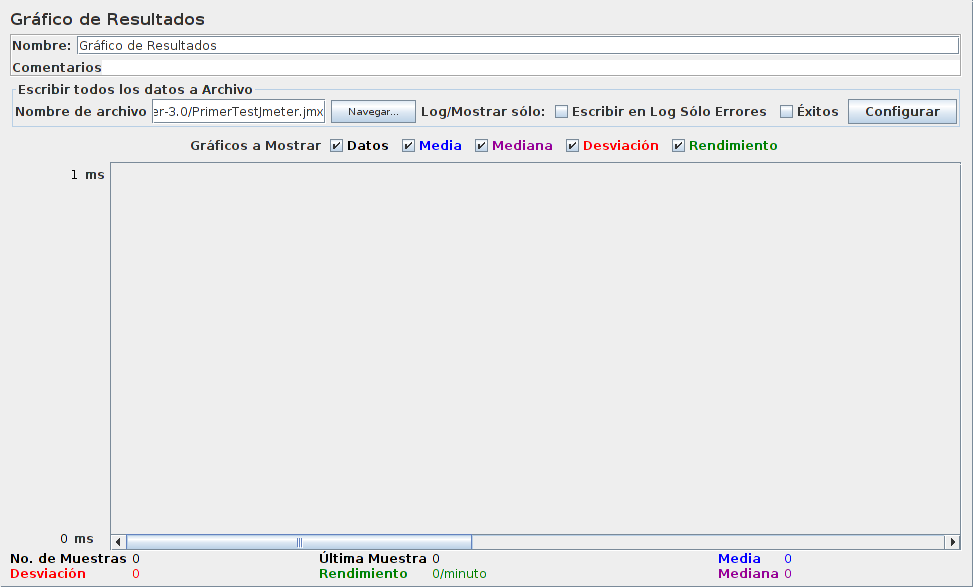 Gráfico de Resultados
Nombre: Gráfico de Resultados
Comentarios
Escribir todos los datos a Archivo
Nombre de archivo er-3.0/PrimerTestJmeter.jmx Navegar... Log/Mostrar sólo: Escribir en Log Sólo Errores Éxitos Configurar
Gráficos a Mostrar Datos Media Mediana Desviación Rendimiento
1 ms
0 ms
No. de Muestras 0 Última Muestra 0 Media 0
Desviación 0 Rendimiento 0/minuto Mediana 0